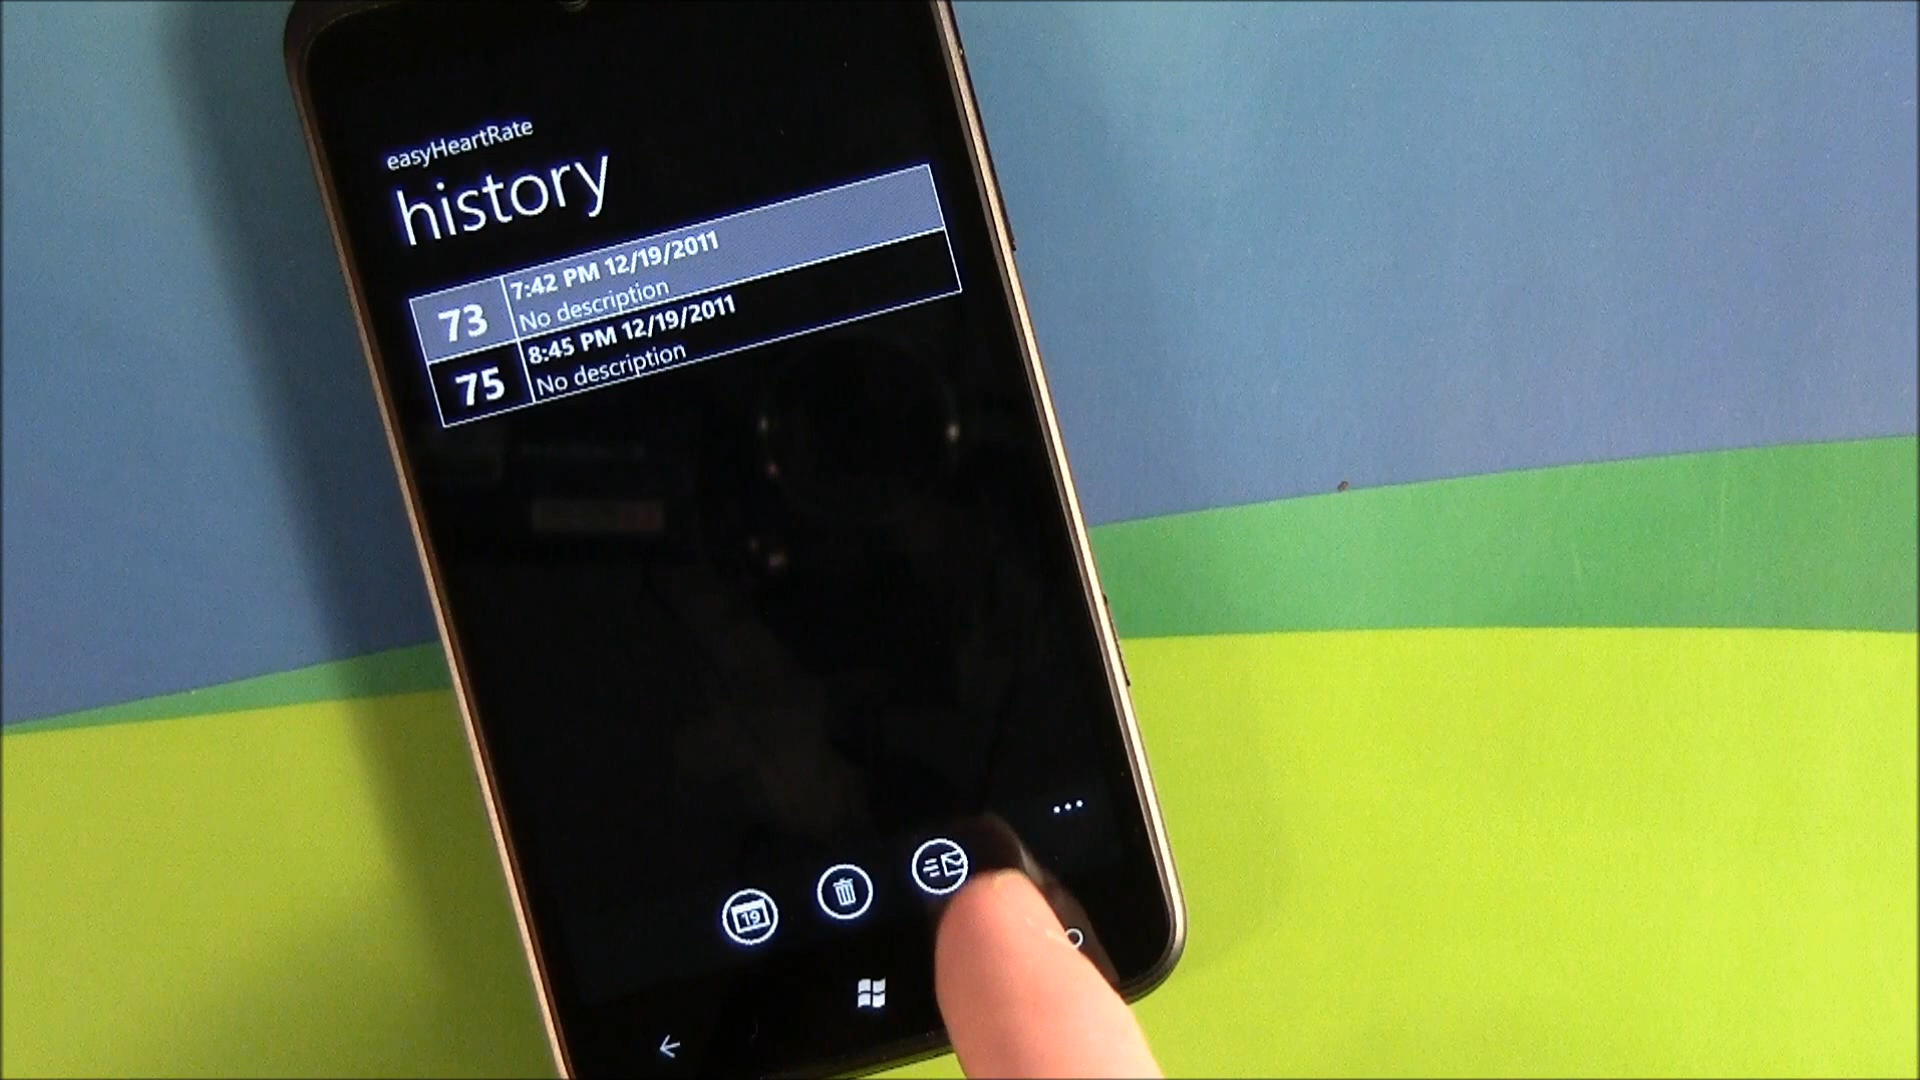 easyHeartRate
history
73
7:42 PM 12/19/2011
No description
75
8:45 PM 12/19/2011
No description
19